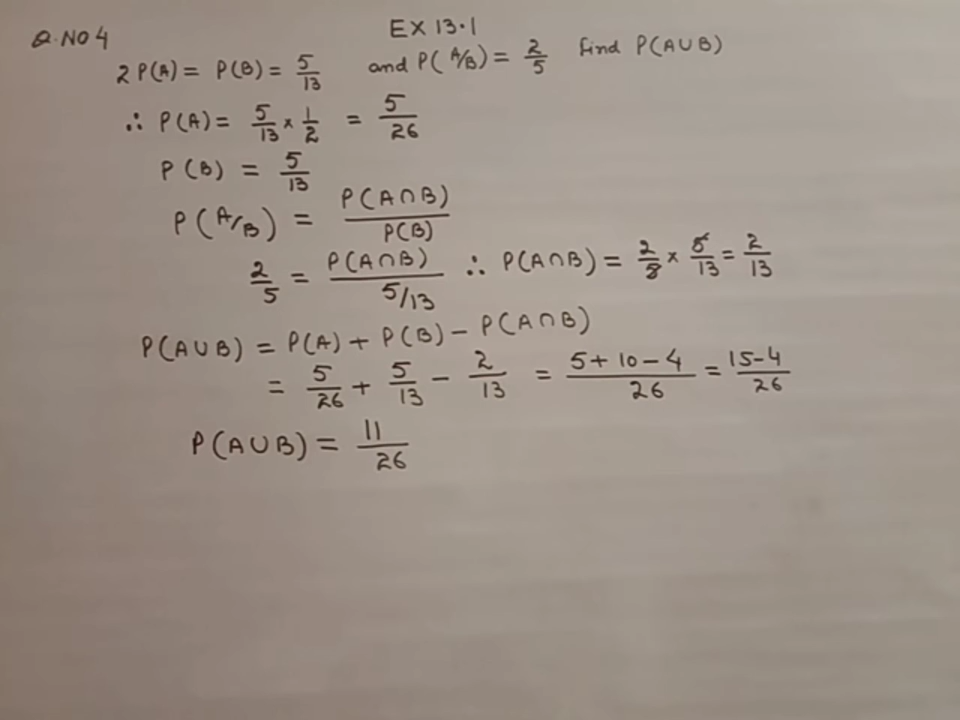 Q. NO 4 EX 13.1
2 P(A) = P(B) = 5/13 and P(A/B) = 2/5 find P(A∪B)
∴ P(A) = 5/13 × 1/2 = 5/26
P(B) = 5/13
P(A/B) = P(A∩B)/P(B)
2/5 = P(A∩B)/5/13 ∴ P(A∩B) = 2/5 × 5/13 = 2/13
P(A∪B) = P(A) + P(B) − P(A∩B)
= 5/26 + 5/13 − 2/13 = 5+10−4/26 = 15−4/26
P(A∪B) = 11/26